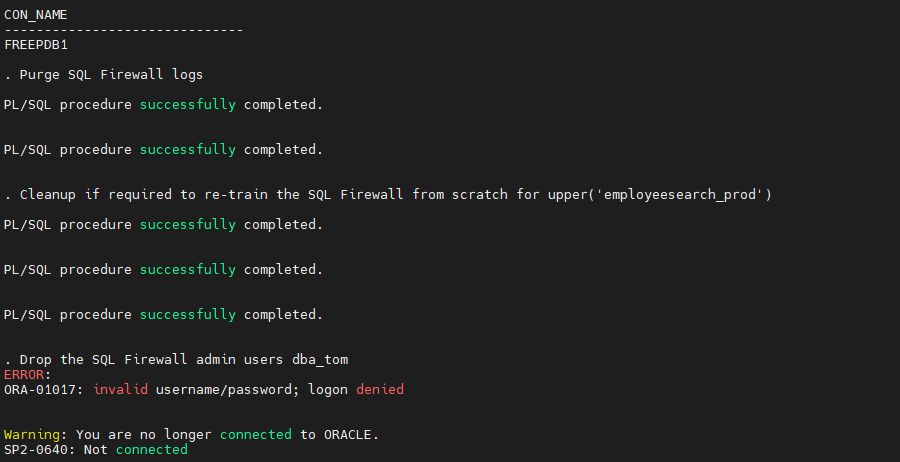 CON_NAME
------------------------------
FREEPDB1
. Purge SQL Firewall logs
PL/SQL procedure successfully completed.
PL/SQL procedure successfully completed.
. Cleanup if required to re-train the SQL Firewall from scratch for upper('employeesearch_prod')
PL/SQL procedure successfully completed.
PL/SQL procedure successfully completed.
PL/SQL procedure successfully completed.
. Drop the SQL Firewall admin users dba_tom
ERROR:
ORA-01017: invalid username/password; logon denied
Warning: You are no longer connected to ORACLE.
SP2-0640: Not connected